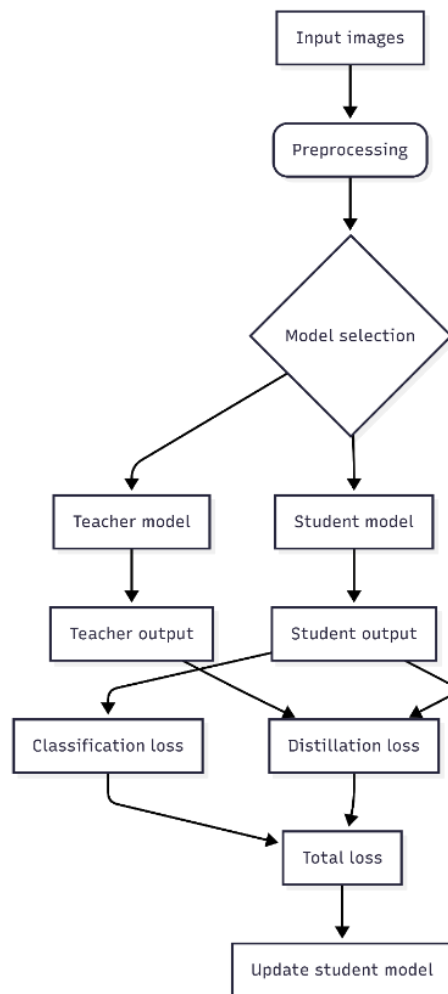 Input images
Preprocessing
Model selection
Teacher model
Student model
Teacher output
Student output
Classification loss
Distillation loss
Total loss
Update student model